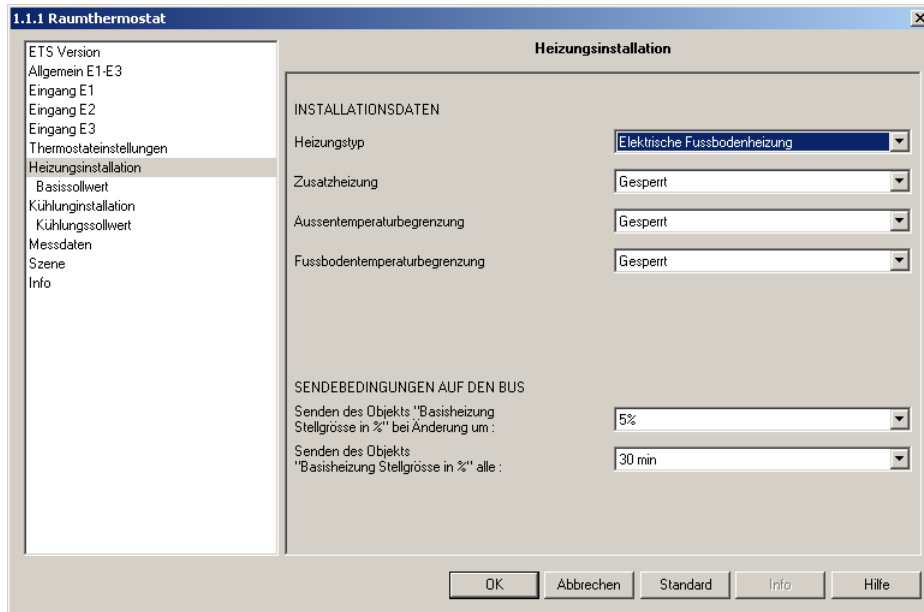 1.1.1 Raumthermostat
ETS Version
Allgemein E1-E3
Eingang E1
Eingang E2
Eingang E3
Thermostateinstellungen
Heizungsinstallation
Basissollwert
Kühlunginstallation
Kühlungssollwert
Messdaten
Szene
Info
Heizungsinstallation
INSTALLATIONSDATEN
Heizungstyp
Elektrische Fussbodenheizung
Zusatzheizung
Gesperrt
Aussentemperaturbegrenzung
Gesperrt
Fussbodentemperaturbegrenzung
Gesperrt
SENDEBEDINGUNGEN AUF DEN BUS
Senden des Objekts "Basisheizung
Stellgrösse in %" bei Änderung um :
5%
Senden des Objekts
"Basisheizung Stellgrösse in %" alle :
30 min
OK
Abbrechen
Standard
Info
Hilfe